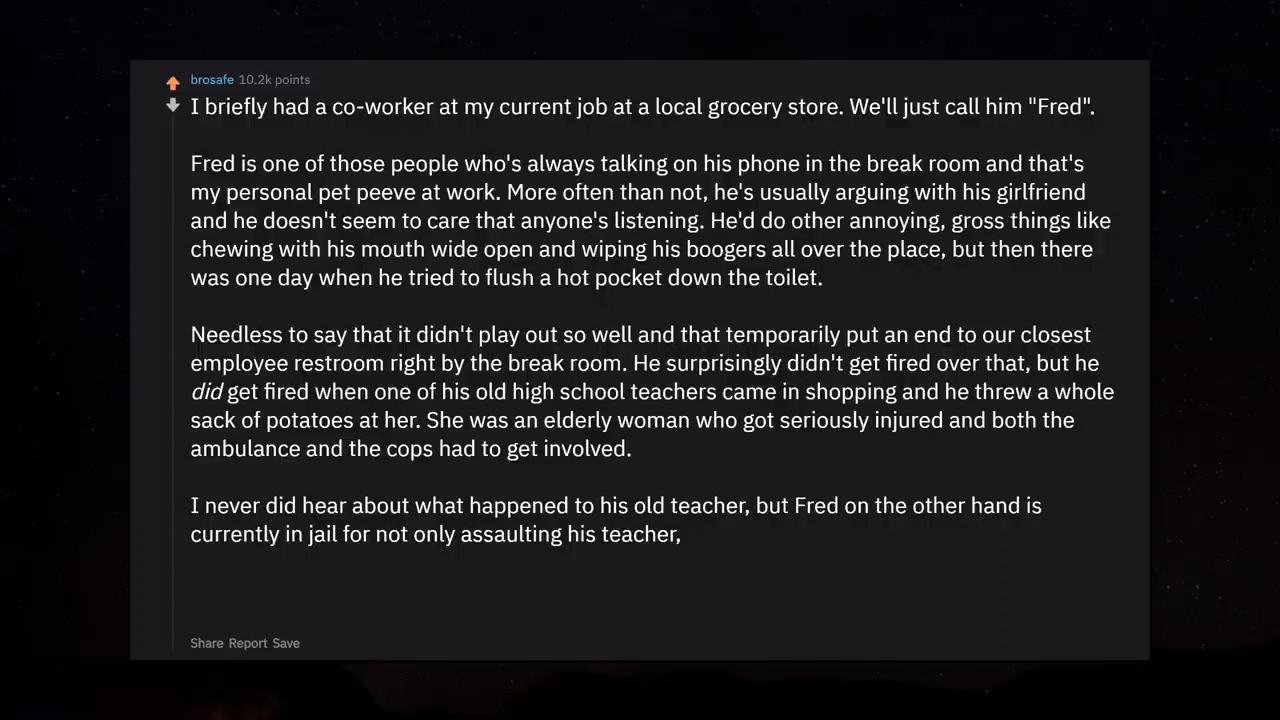 brosafe 10.2k points
I briefly had a co-worker at my current job at a local grocery store. We'll just call him "Fred".
Fred is one of those people who's always talking on his phone in the break room and that's
my personal pet peeve at work. More often than not, he's usually arguing with his girlfriend
and he doesn't seem to care that anyone's listening. He'd do other annoying, gross things like
chewing with his mouth wide open and wiping his boogers all over the place, but then there
was one day when he tried to flush a hot pocket down the toilet.
Needless to say that it didn't play out so well and that temporarily put an end to our closest
employee restroom right by the break room. He surprisingly didn't get fired over that, but he
did get fired when one of his old high school teachers came in shopping and he threw a whole
sack of potatoes at her. She was an elderly woman who got seriously injured and both the
ambulance and the cops had to get involved.
I never did hear about what happened to his old teacher, but Fred on the other hand is
currently in jail for not only assaulting his teacher,
Share Report Save